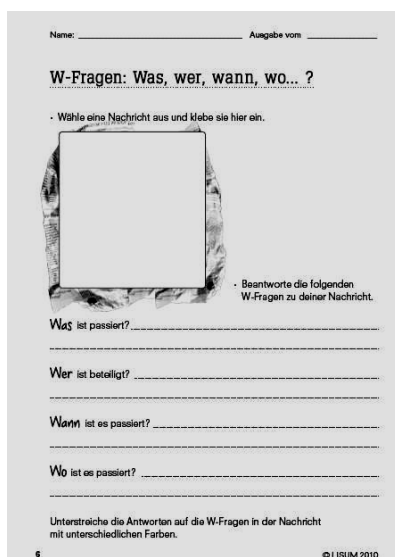 Name: Ausgabe vom
W-Fragen: Was, wer, wann, wo... ?
· Wähle eine Nachricht aus und klebe sie hier ein.
· Beantworte die folgenden
W-Fragen zu deiner Nachricht.
Was ist passiert?
Wer ist beteiligt?
Wann ist es passiert?
Wo ist es passiert?
Unterstreiche die Antworten auf die W-Fragen in der Nachricht
mit unterschiedlichen Farben.
6 © LISUM 2010